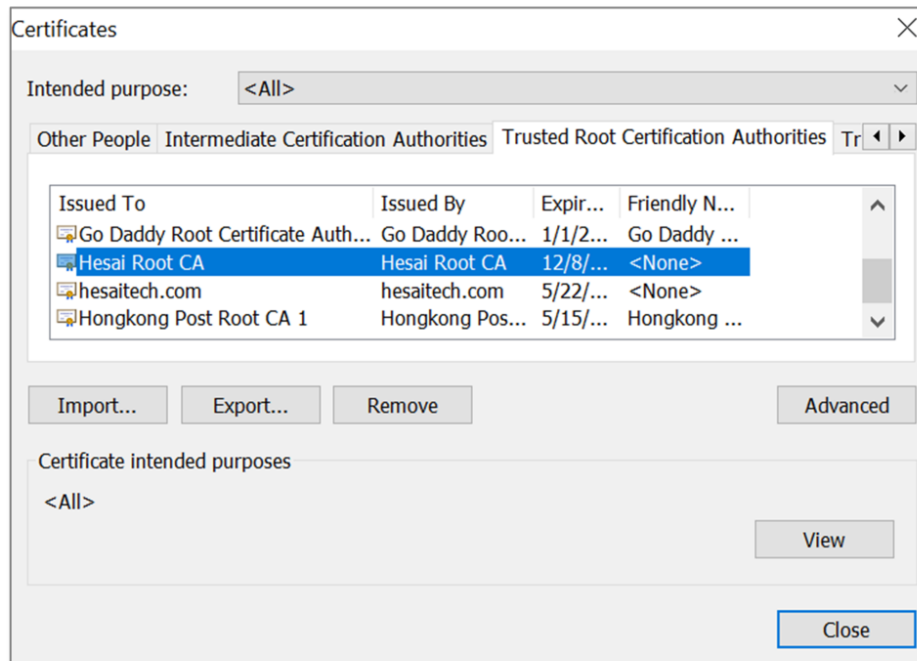 Certificates
Intended purpose: <All>
Other People Intermediate Certification Authorities Trusted Root Certification Authorities Tr
Issued To Issued By Expir... Friendly N...
Go Daddy Root Certificate Auth... Go Daddy Roo... 1/1/2... Go Daddy ...
Hesai Root CA Hesai Root CA 12/8/... <None>
hesaitech.com hesaitech.com 5/22/... <None>
Hongkong Post Root CA 1 Hongkong Pos... 5/15/... Hongkong ...
Import... Export... Remove Advanced
Certificate intended purposes
<All>
View
Close